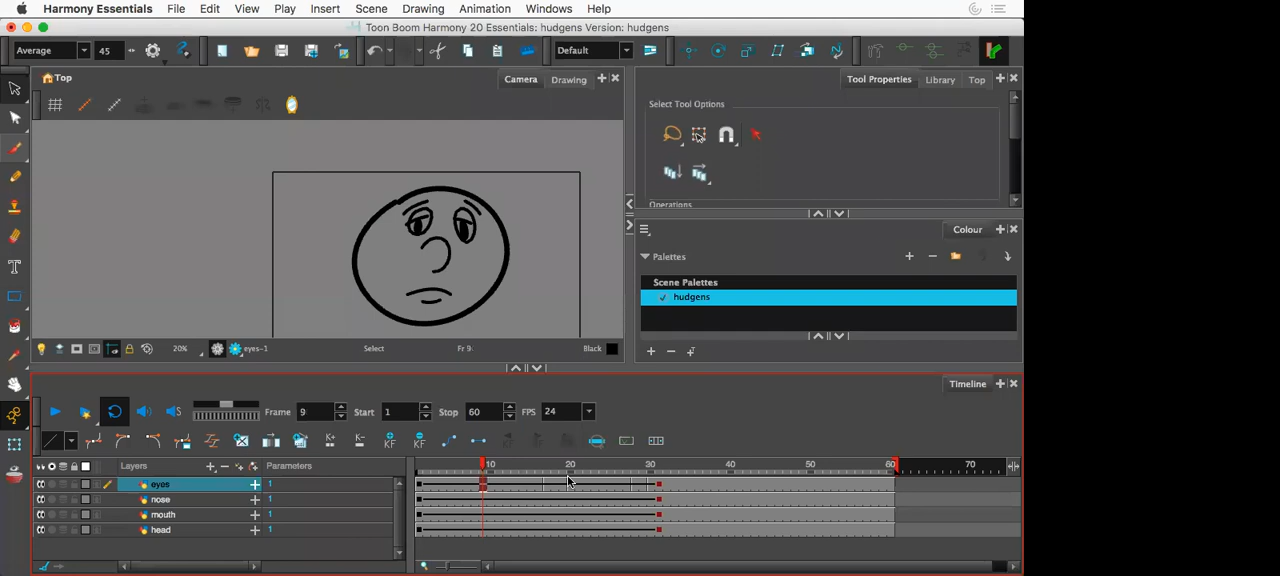 Harmony Essentials File Edit View Play Insert Scene Drawing Animation Windows Help
Toon Boom Harmony 20 Essentials: hudgens Version: hudgens
Average 45 Default
Top Camera Drawing Tool Properties Library Top
Select Tool Options
Operations
Colour
Palettes
Scene Palettes
hudgens
20% eyes-1 Select Fr 9 Black
Timeline
Frame 9 Start 1 Stop 60 FPS 24
K+ K- KF KF
Layers Parameters 10 20 30 40 50 60 70
eyes 1
nose 1
mouth 1
head 1